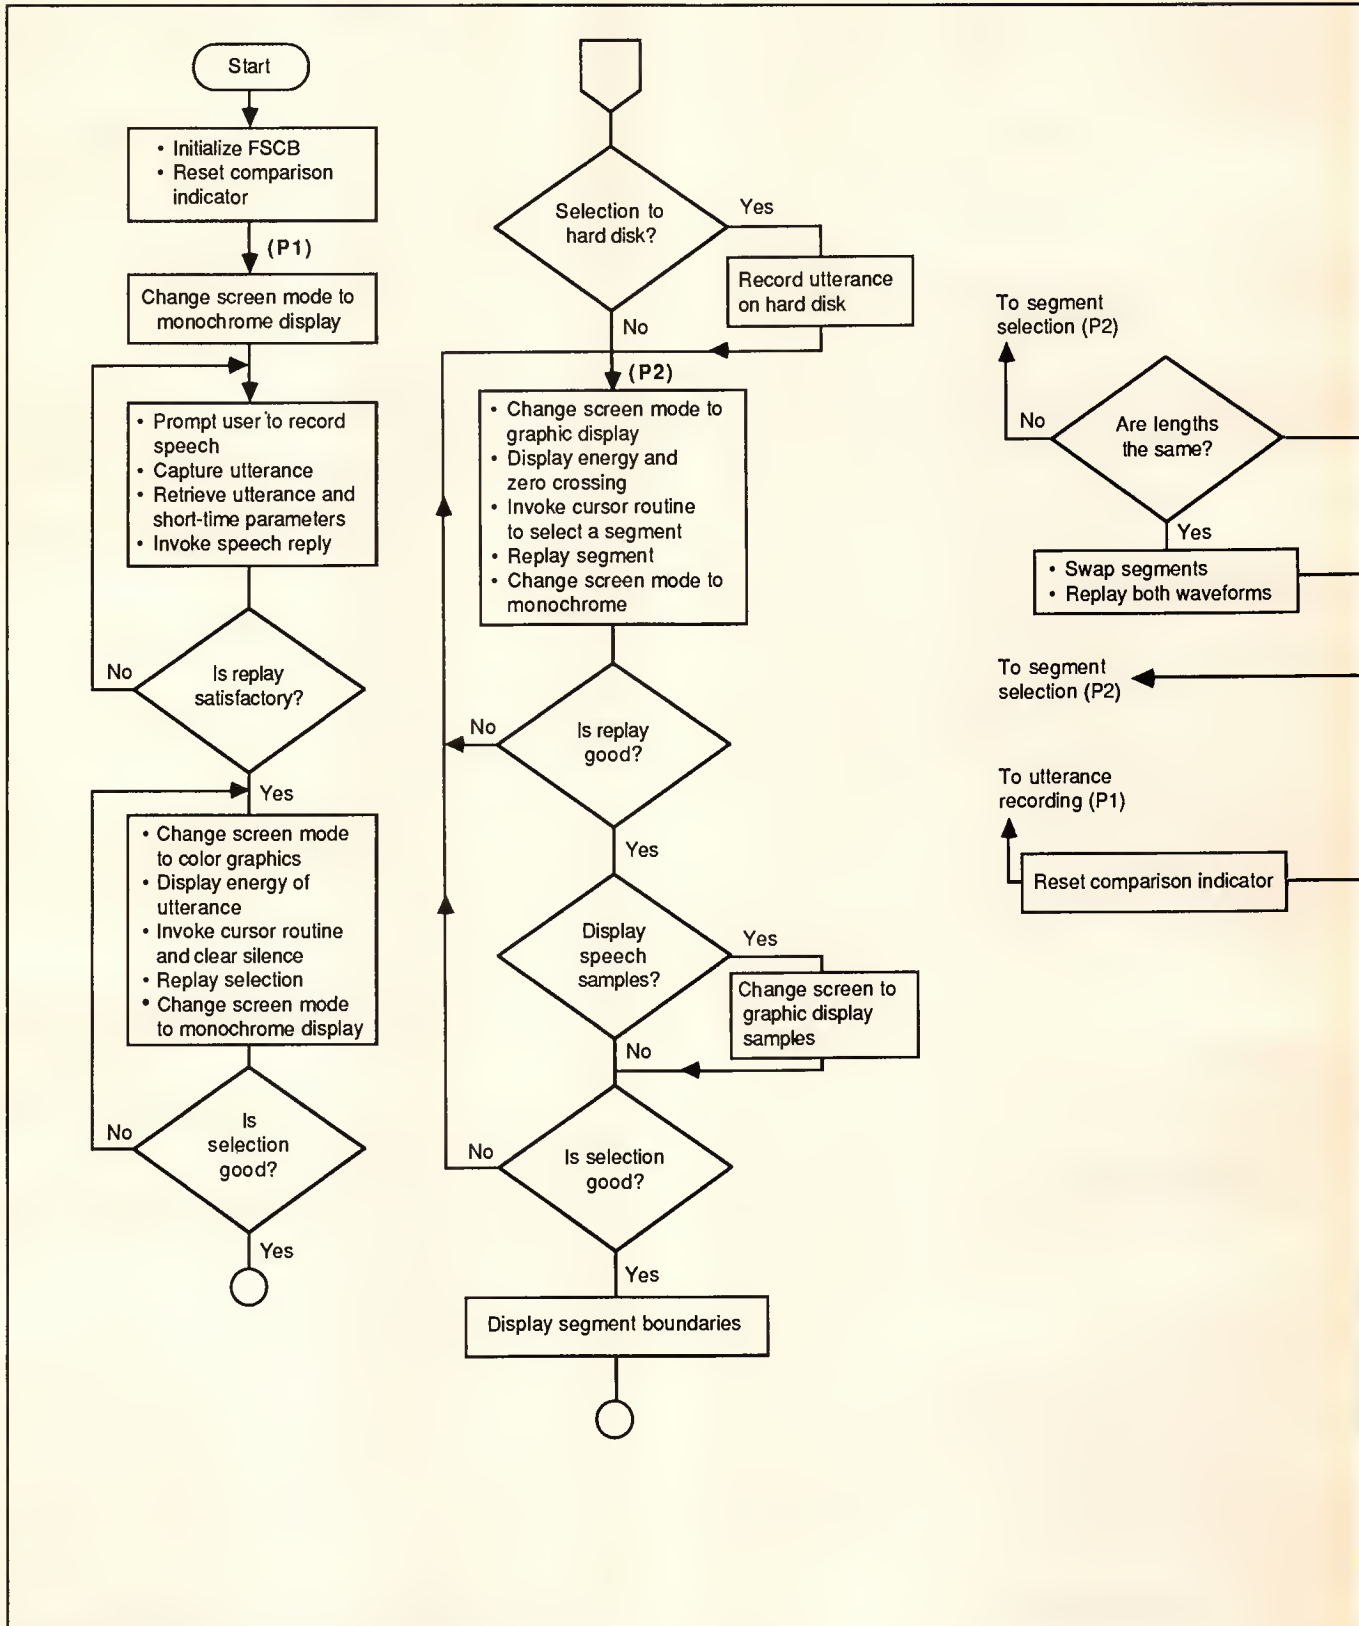 Start
• Initialize FSCB
• Reset comparison
indicator
(P1)
Change screen mode to
monochrome display
• Prompt user to record
speech
• Capture utterance
• Retrieve utterance and
short-time parameters
• Invoke speech reply
No
Is replay
satisfactory?
Yes
• Change screen mode
to color graphics
• Display energy of
utterance
• Invoke cursor routine
and clear silence
• Replay selection
• Change screen mode
to monochrome display
No
Is
selection
good?
Yes
Selection to
hard disk?
Yes
Record utterance
on hard disk
No
(P2)
• Change screen mode to
graphic display
• Display energy and
zero crossing
• Invoke cursor routine
to select a segment
• Replay segment
• Change screen mode to
monochrome
No
Is replay
good?
Yes
Display
speech
samples?
Yes
Change screen to
graphic display
samples
No
No
Is selection
good?
Yes
Display segment boundaries
To segment
selection (P2)
No
Are lengths
the same?
Yes
• Swap segments
• Replay both waveforms
To segment
selection (P2)
To utterance
recording (P1)
Reset comparison indicator